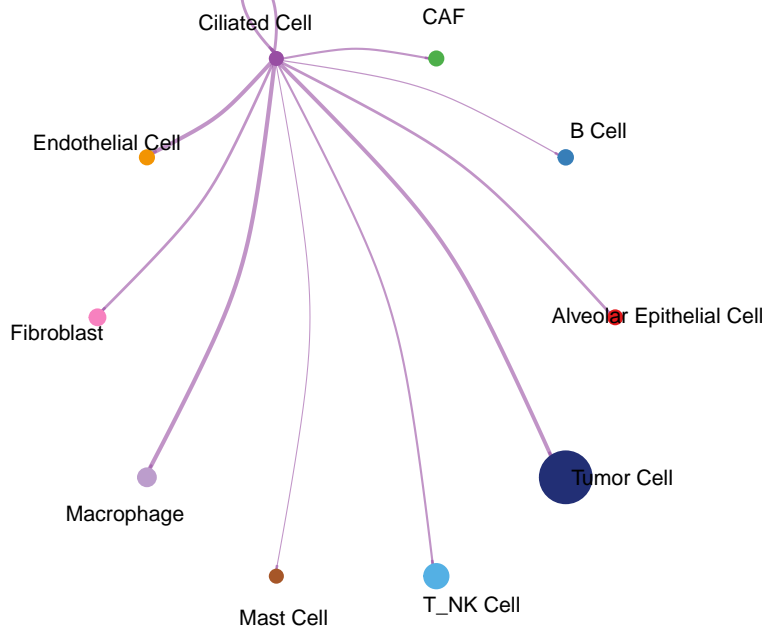 CAF
Ciliated Cell
B Cell
Endothelial Cell
Alveolar Epithelial Cell
Fibroblast
Tumor Cell
Macrophage
T_NK Cell
Mast Cell